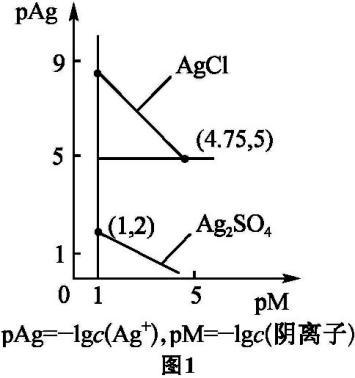 pAg
9
AgCl
(4.75,5)
5
(1,2)
Ag₂SO₄
1
0 1 5 pM
pAg=−lgc(Ag⁺),pM=−lgc(阴离子)
图1